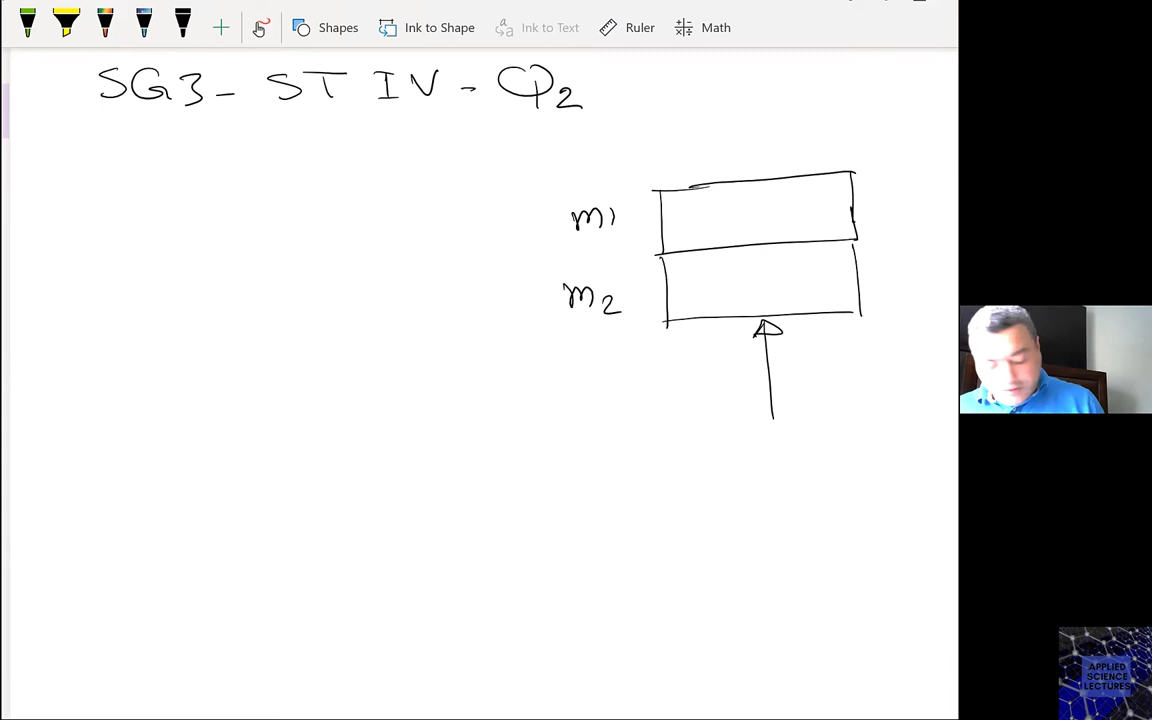 Shapes Ink to Shape Ink to Text Ruler Math
SG3- ST IV - Q2
m1
m2
APPLIED
SCIENCE
LECTURES